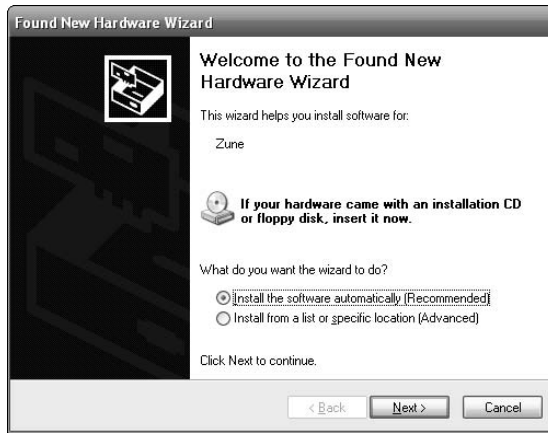 Found New Hardware Wizard
Welcome to the Found New
Hardware Wizard
This wizard helps you install software for:
Zune
If your hardware came with an installation CD
or floppy disk, insert it now.
What do you want the wizard to do?
Install the software automatically (Recommended)
Install from a list or specific location (Advanced)
Click Next to continue.
< Back Next > Cancel